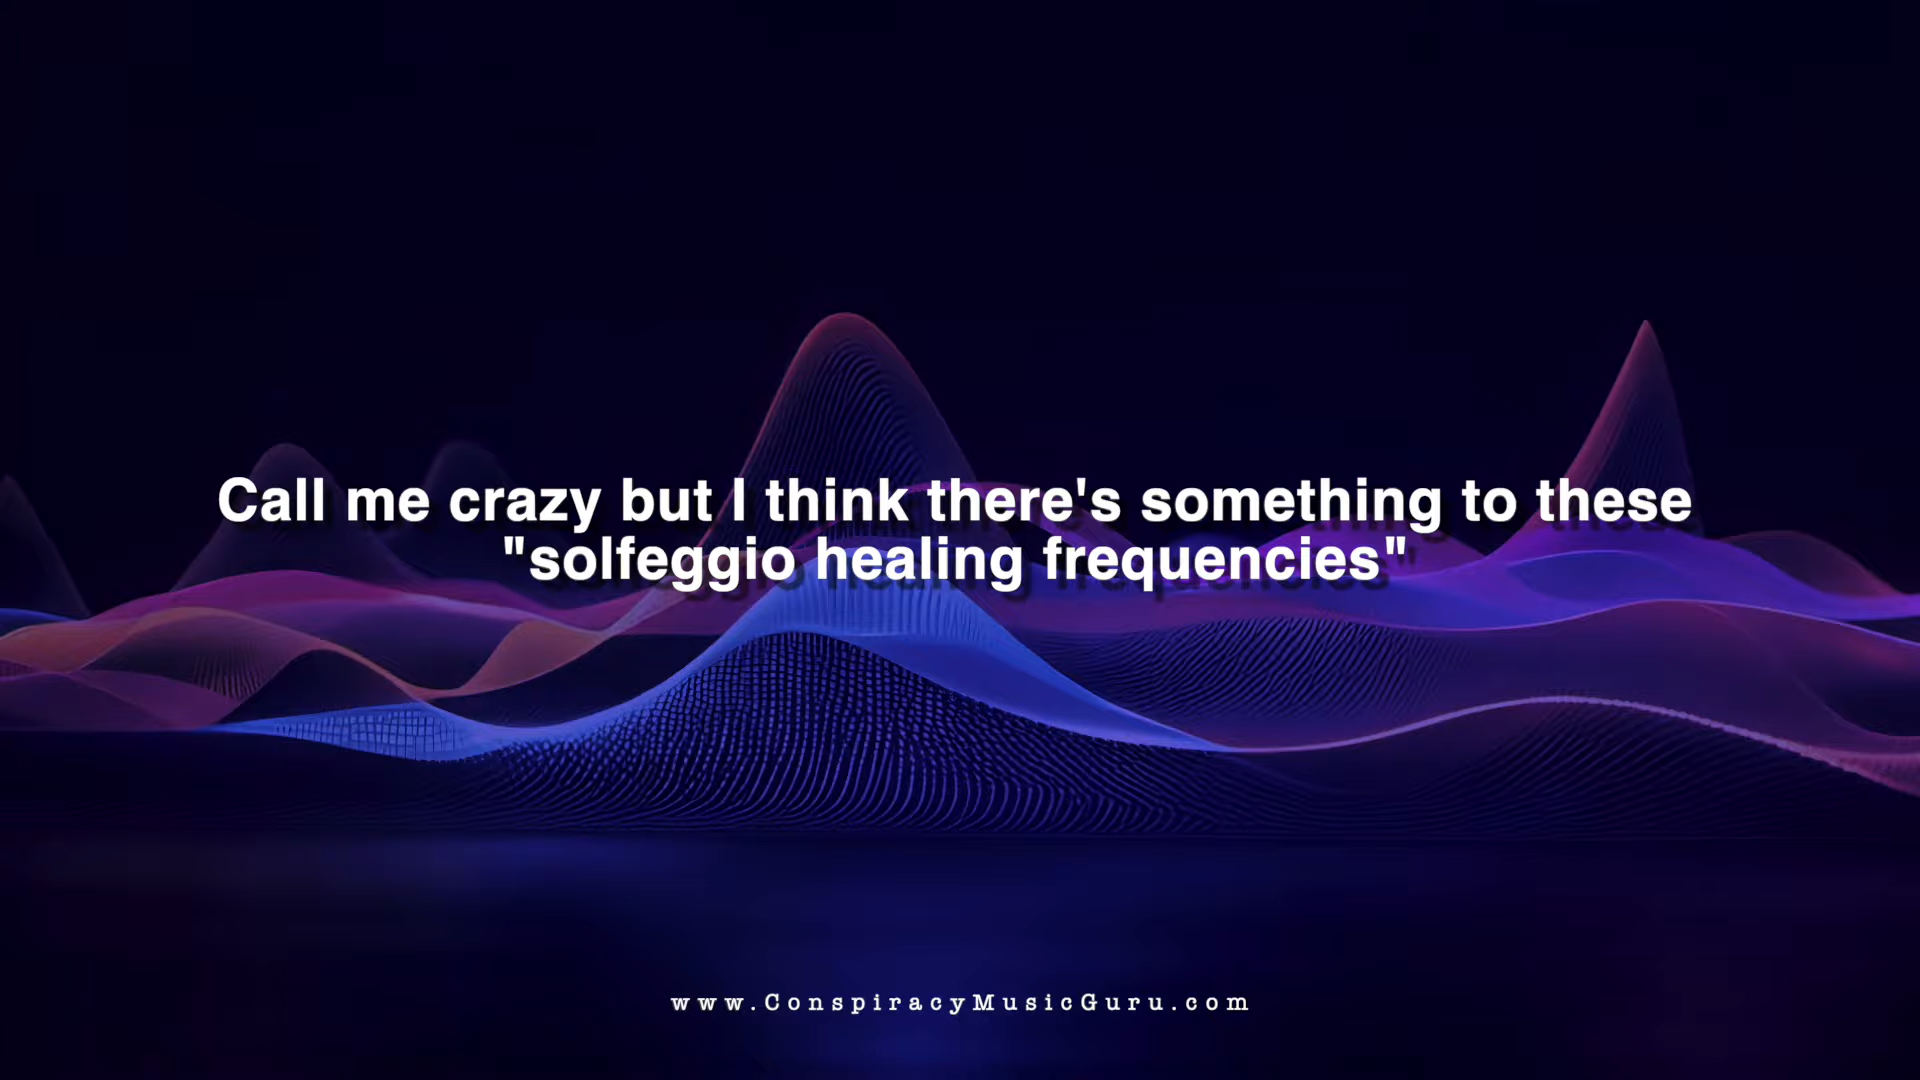 Call me crazy but I think there's something to these
"solfeggio healing frequencies"
www.ConspiracyMusicGuru.com